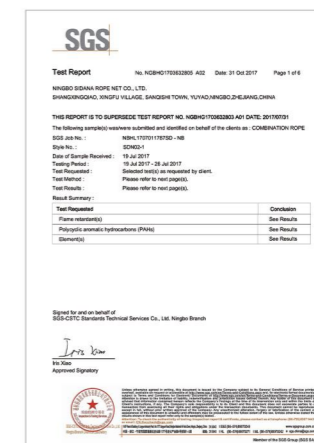 SGS
Test Report No. NGBHG1703632805 A02 Date: 31 Oct 2017 Page 1 of 6
NINGBO SIDANA ROPE NET CO., LTD.
SHANGXINGQIAO, XINGFU VILLAGE, SANQISHI TOWN, YUYAO,NINGBO,ZHEJIANG,CHINA
THIS REPORT IS TO SUPERSEDE TEST REPORT NO. NGBHG1703632803 A01 DATE: 2017/07/31
The following sample(s) was/were submitted and identified on behalf of the clients as : COMBINATION ROPE
SGS Job No. : NBHL1707011767SD - NB
Style No. : SDN02-1
Date of Sample Received : 19 Jul 2017
Testing Period : 19 Jul 2017 - 26 Jul 2017
Test Requested : Selected test(s) as requested by client.
Test Method : Please refer to next page(s).
Test Results : Please refer to next page(s).
Result Summary :
Test Requested Conclusion
Flame retardant(s) See Results
Polycyclic aromatic hydrocarbons (PAHs) See Results
Element(s) See Results
Signed for and on behalf of
SGS-CSTC Standards Technical Services Co., Ltd. Ningbo Branch
Iris Xiao
Iris Xiao
Approved Signatory